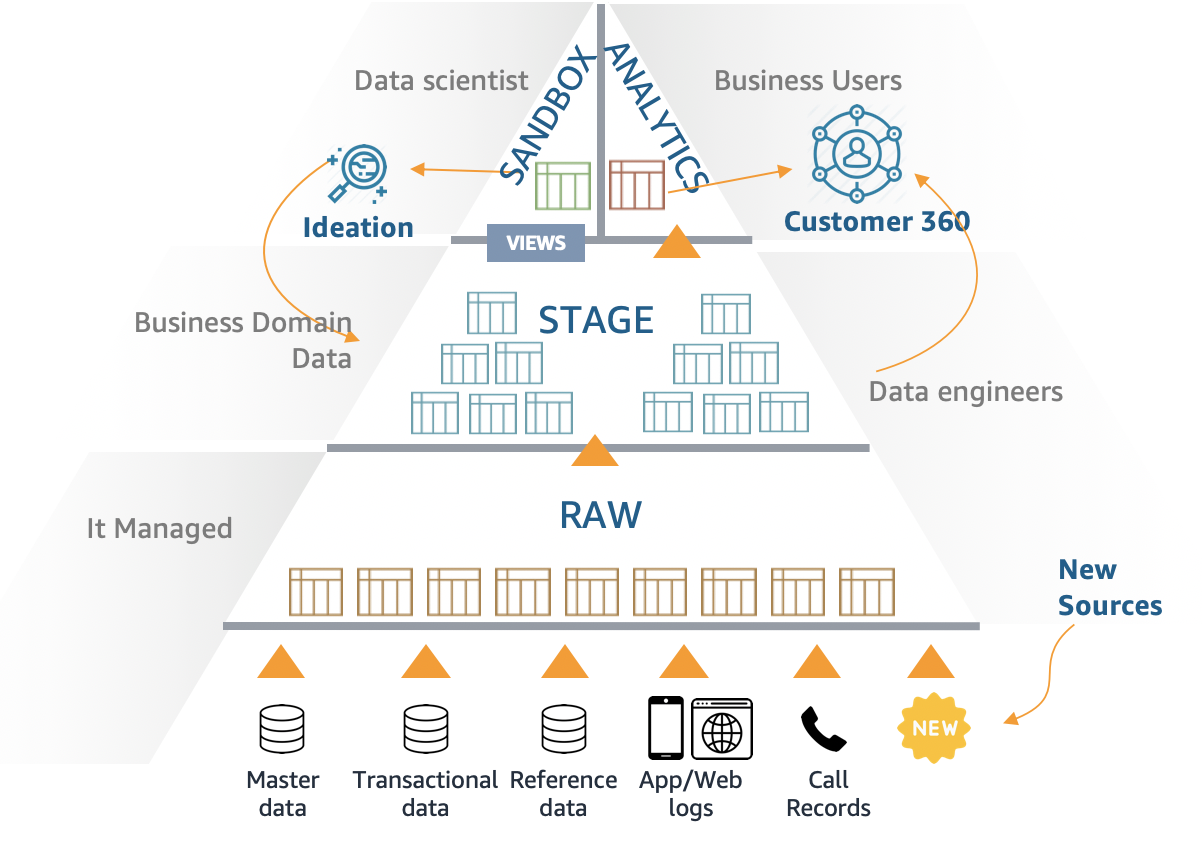 SANDBOX
ANALYTICS
Data scientist
Business Users
Ideation
Customer 360
VIEWS
Business Domain
Data
STAGE
Data engineers
RAW
It Managed
New
Sources
NEW
Master
data
Transactional
data
Reference
data
App/Web
logs
Call
Records